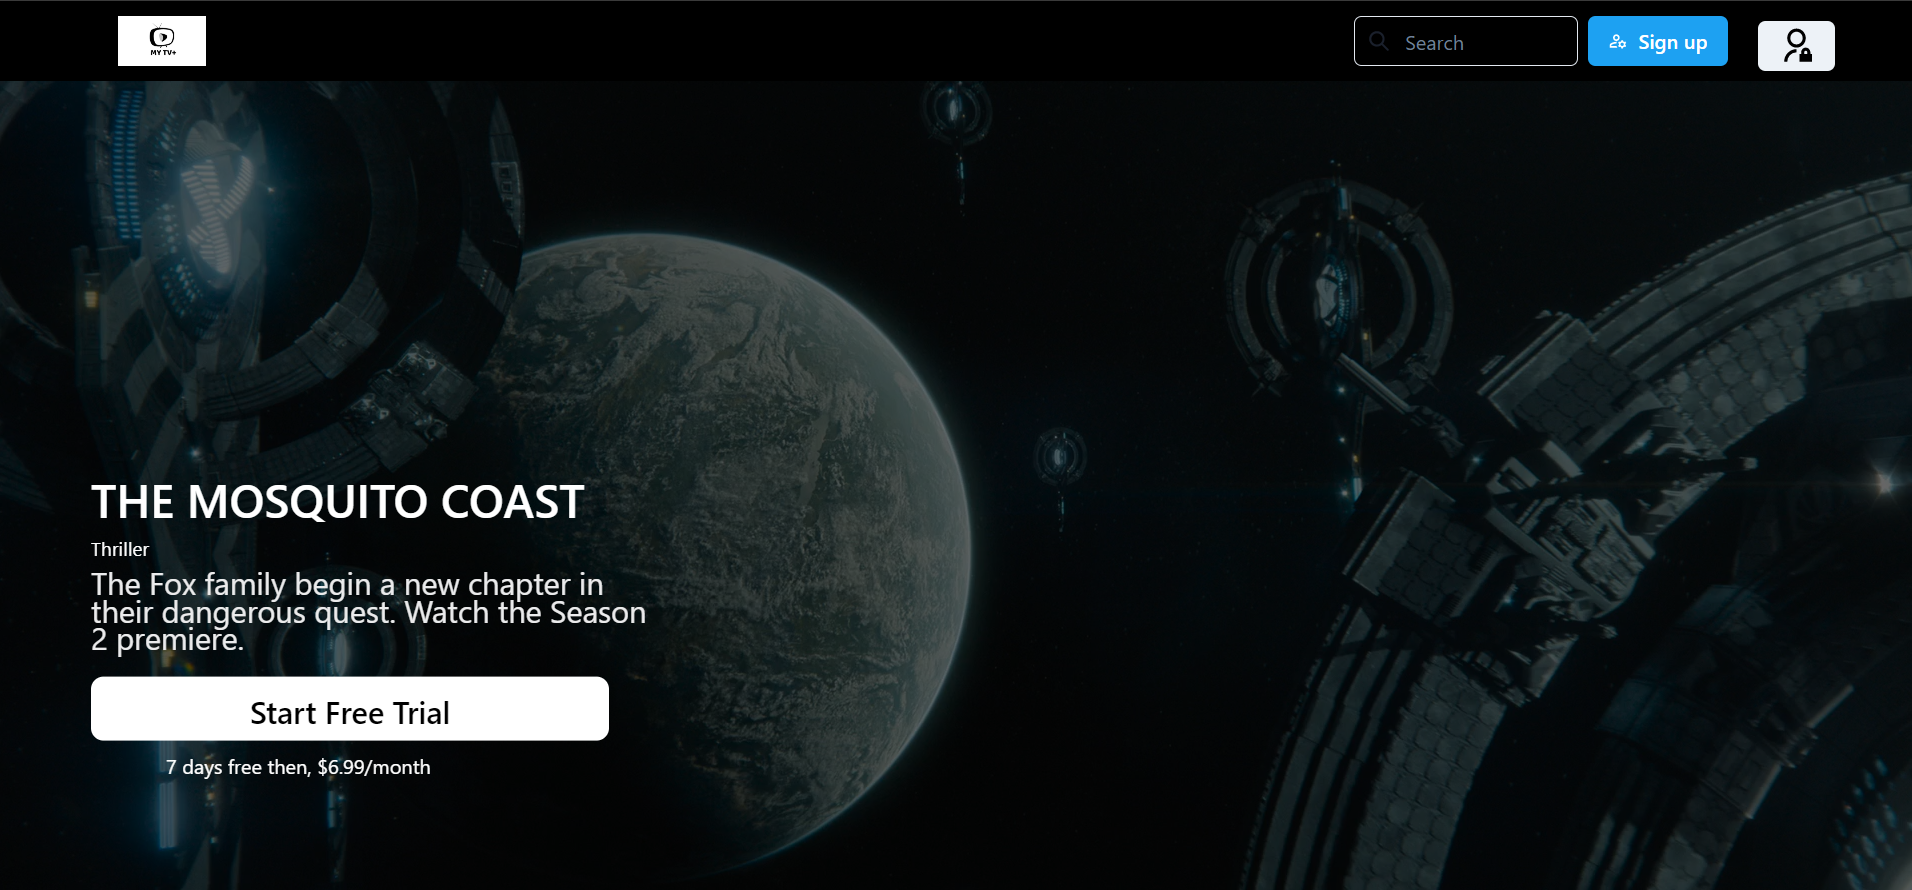 MY TV+
Search
Sign up
THE MOSQUITO COAST
Thriller
The Fox family begin a new chapter in
their dangerous quest. Watch the Season
2 premiere.
Start Free Trial
7 days free then, $6.99/month